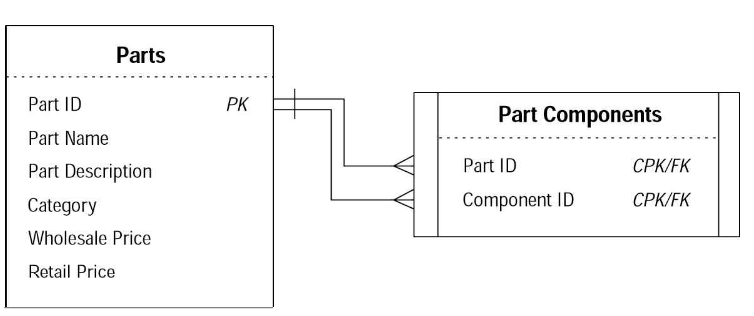 Parts
Part ID PK
Part Name
Part Description
Category
Wholesale Price
Retail Price
Part Components
Part ID CPK/FK
Component ID CPK/FK